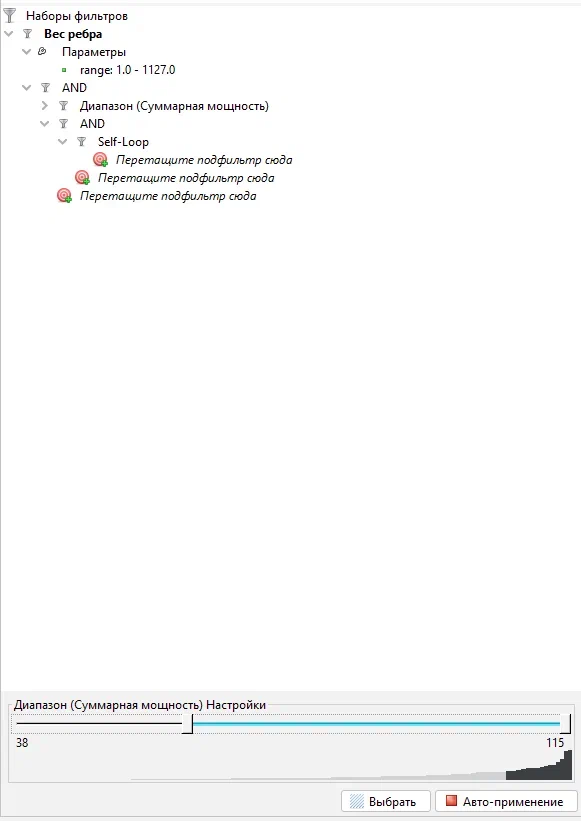 Наборы фильтров
Вес ребра
Параметры
range: 1.0 - 1127.0
AND
Диапазон (Суммарная мощность)
AND
Self-Loop
Перетащите подфильтр сюда
Перетащите подфильтр сюда
Перетащите подфильтр сюда
Диапазон (Суммарная мощность) Настройки
38 115
Выбрать Авто-применение